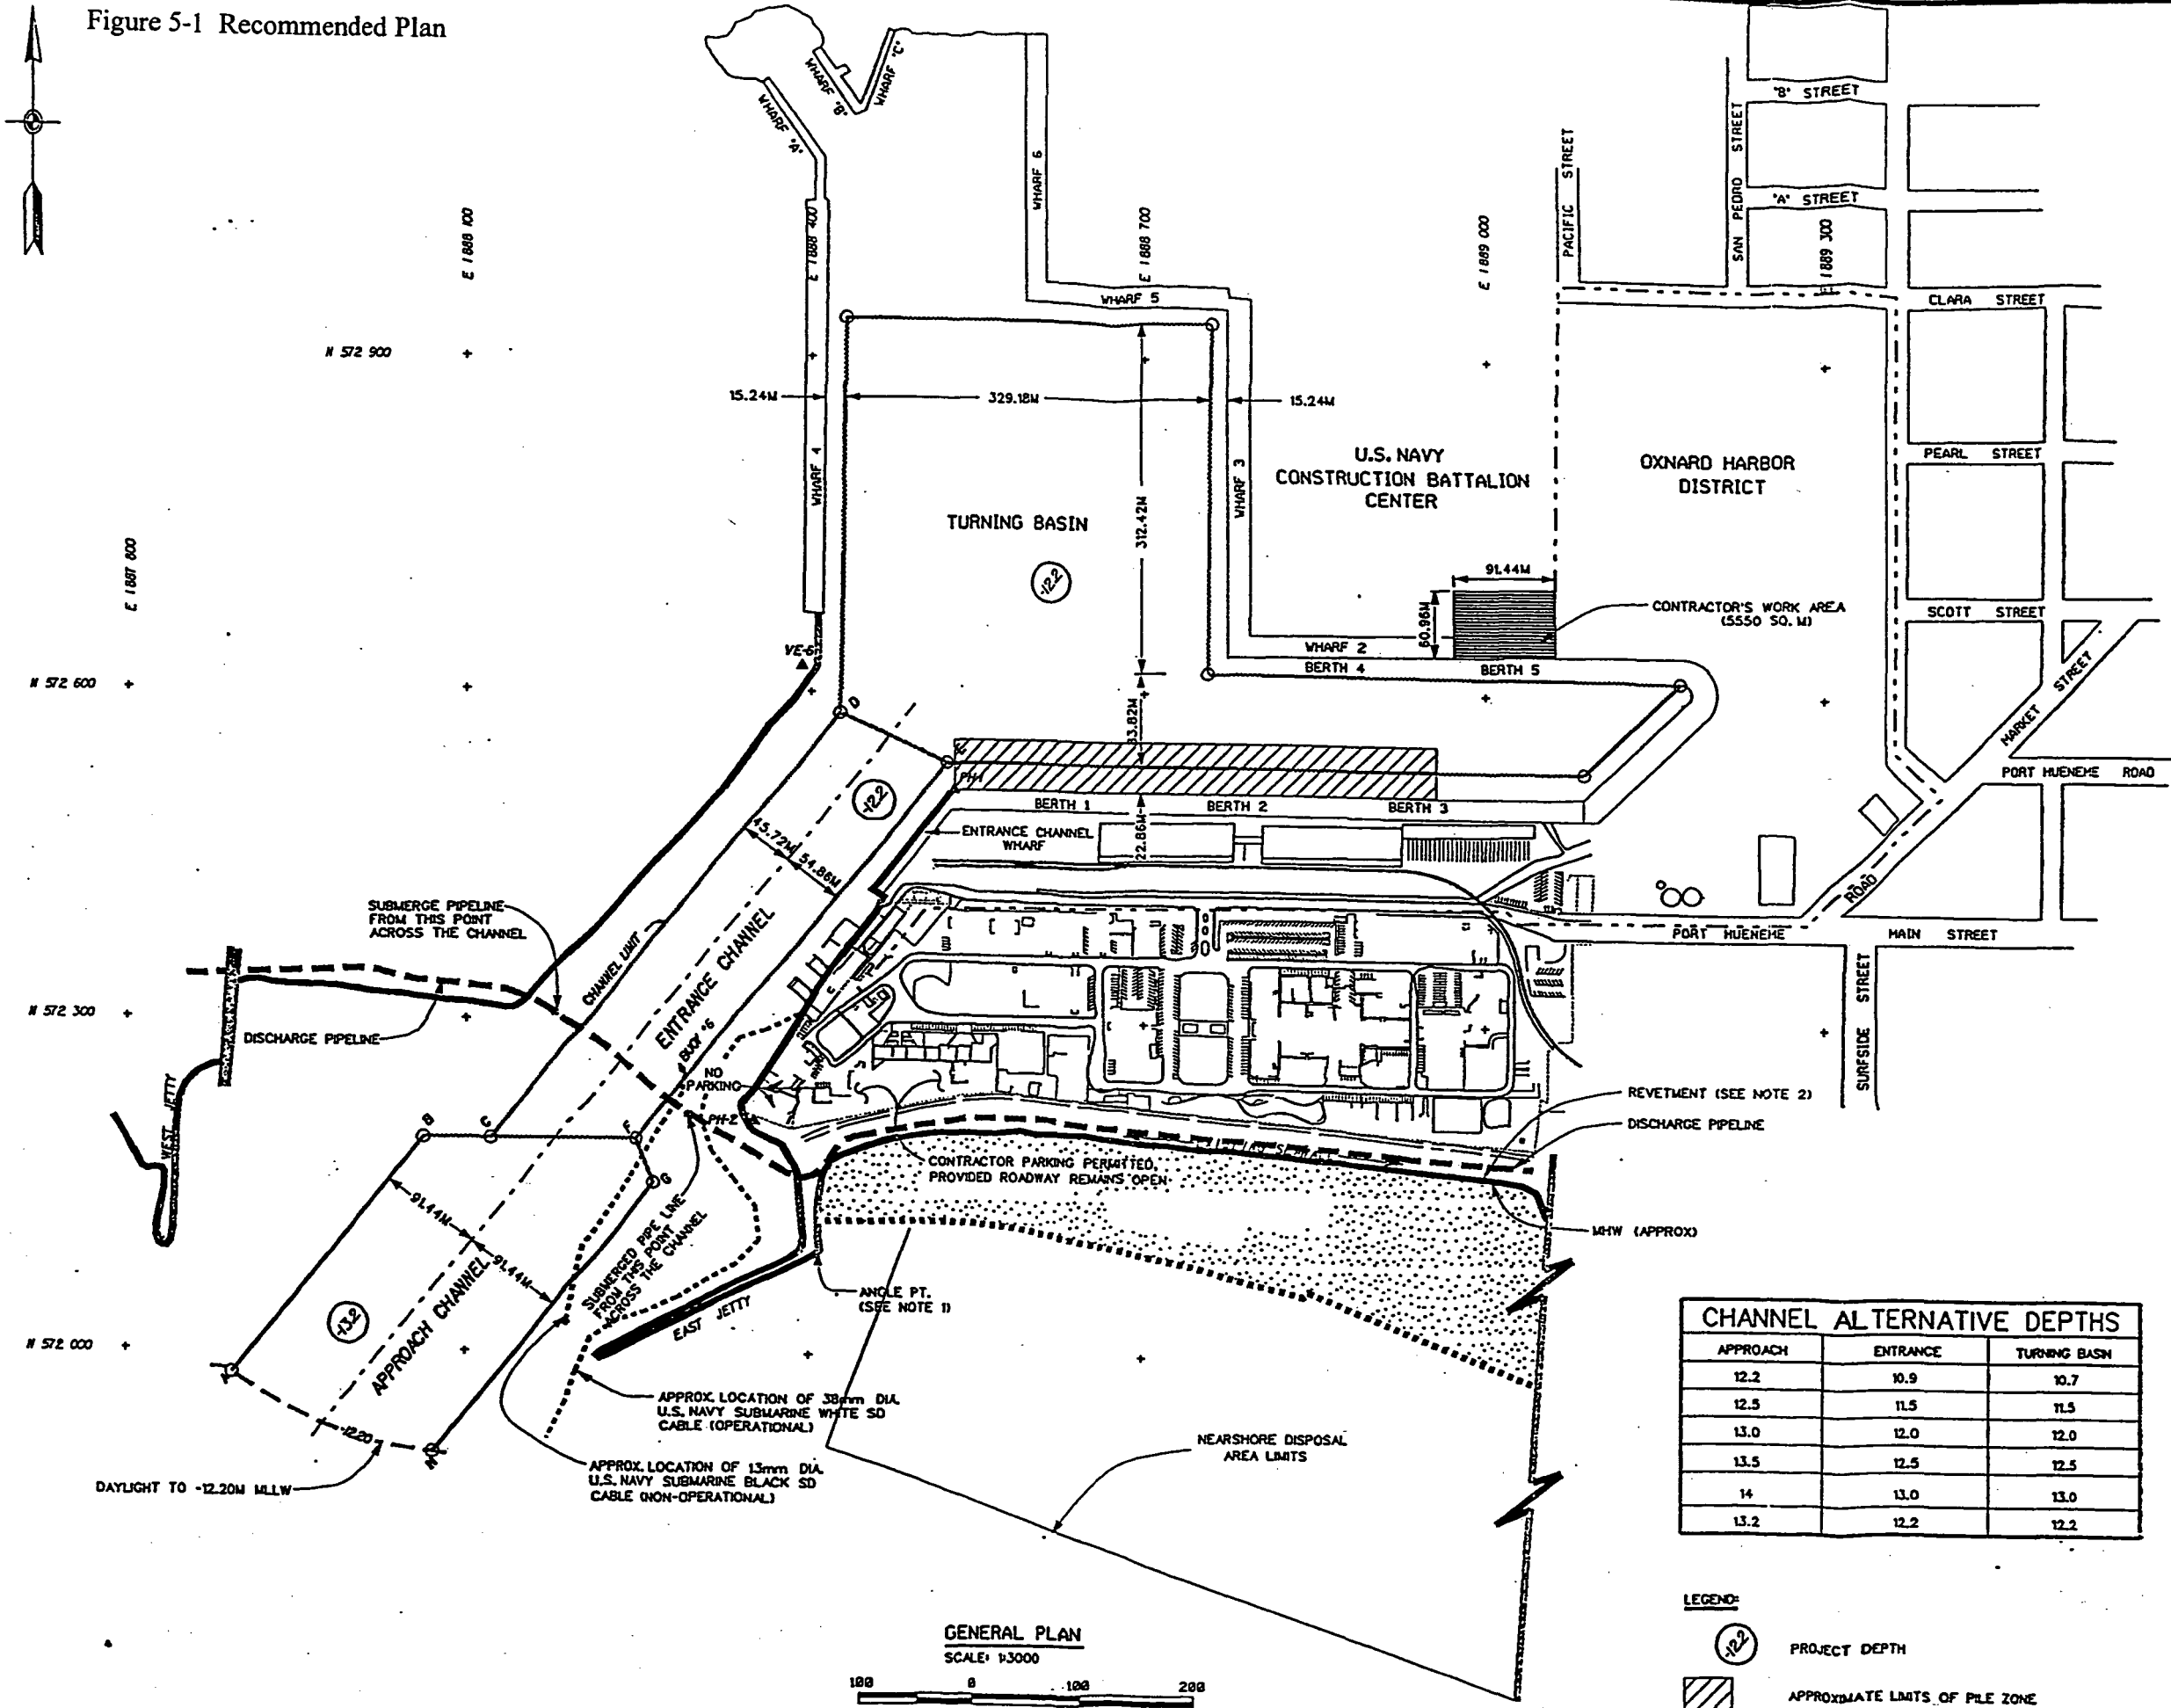 Figure 5-1 Recommended Plan
WHARF "A"
WHARF "B"
WHARF "C"
WHARF 6
WHARF 5
WHARF 4
WHARF 3
E 1888 100
E 1888 400
E 1888 700
E 1889 000
E 1889 300
E 1887 800
PACIFIC STREET
SAN PEDRO STREET
"B" STREET
"A" STREET
CLARA STREET
PEARL STREET
SCOTT STREET
MARKET STREET
PORT HUENEME ROAD
N 572 900
15.24M
329.18M
15.24M
312.42M
TURNING BASIN
-12.2
U.S. NAVY
CONSTRUCTION BATTALION
CENTER
OXNARD HARBOR
DISTRICT
91.44M
60.96M
CONTRACTOR'S WORK AREA
(5550 SQ. M)
WHARF 2
BERTH 4
BERTH 5
VE-6
N 572 600
D
E
PH-1
83.82M
-12.2
BERTH 1
BERTH 2
BERTH 3
22.86M
ENTRANCE CHANNEL
WHARF
45.72M
54.86M
ROAD
PORT HUENEME
MAIN STREET
SURFSIDE STREET
SUBMERGE PIPELINE
FROM THIS POINT
ACROSS THE CHANNEL
CHANNEL LIMIT
ENTRANCE CHANNEL
BUOY "6"
N 572 300
DISCHARGE PIPELINE
NO
PARKING
WEST JETTY
B
C
F
PH-2
G
REVETMENT (SEE NOTE 2)
DISCHARGE PIPELINE
CONTRACTOR PARKING PERMITTED,
PROVIDED ROADWAY REMAINS OPEN
MHW (APPROX)
91.44M
91.44M
SUBMERGED PIPE LINE
FROM THIS POINT
ACROSS THE CHANNEL
APPROACH CHANNEL
-13.2
ANGLE PT.
(SEE NOTE 1)
EAST JETTY
N 572 000
A
-12.20
DAYLIGHT TO -12.20M MLLW
APPROX. LOCATION OF 38mm DIA.
U.S. NAVY SUBMARINE WHITE SD
CABLE (OPERATIONAL)
APPROX. LOCATION OF 13mm DIA.
U.S. NAVY SUBMARINE BLACK SD
CABLE (NON-OPERATIONAL)
NEARSHORE DISPOSAL
AREA LIMITS
CHANNEL ALTERNATIVE DEPTHS
APPROACH ENTRANCE TURNING BASIN
12.2 10.9 10.7
12.5 11.5 11.5
13.0 12.0 12.0
13.5 12.5 12.5
14 13.0 13.0
13.2 12.2 12.2
GENERAL PLAN
SCALE: 1:3000
100 0 100 200
LEGEND:
-12.2 PROJECT DEPTH
APPROXIMATE LIMITS OF PILE ZONE